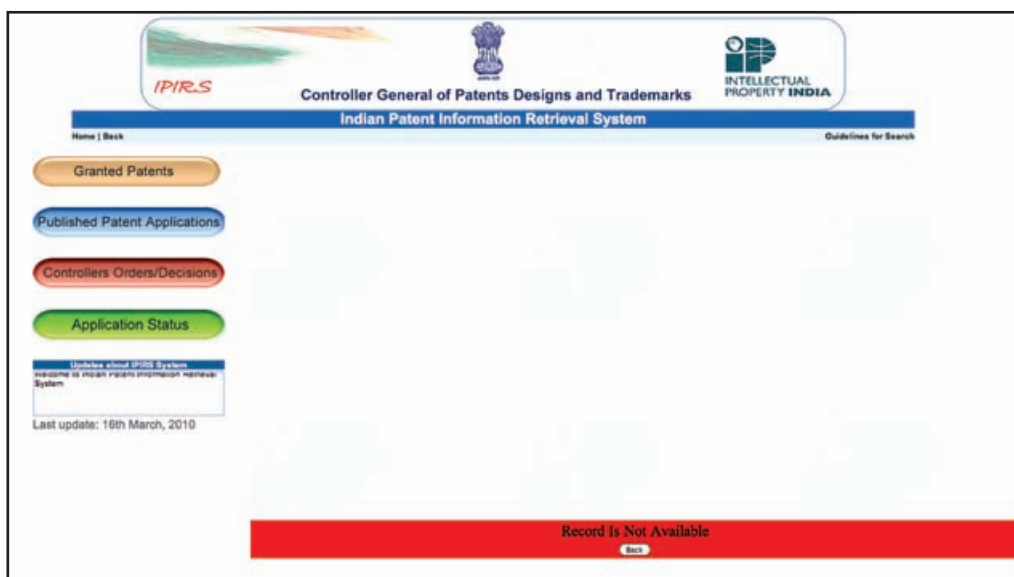 IPIRS
INTELLECTUAL
PROPERTY INDIA
Controller General of Patents Designs and Trademarks
Indian Patent Information Retrieval System
Home | Back
Guidelines for Search
Granted Patents
Published Patent Applications
Controllers Orders/Decisions
Application Status
Updates about IPIRS System
Welcome to Indian Patent Information Retrieval
System
Last update: 16th March, 2010
Record Is Not Available
Back